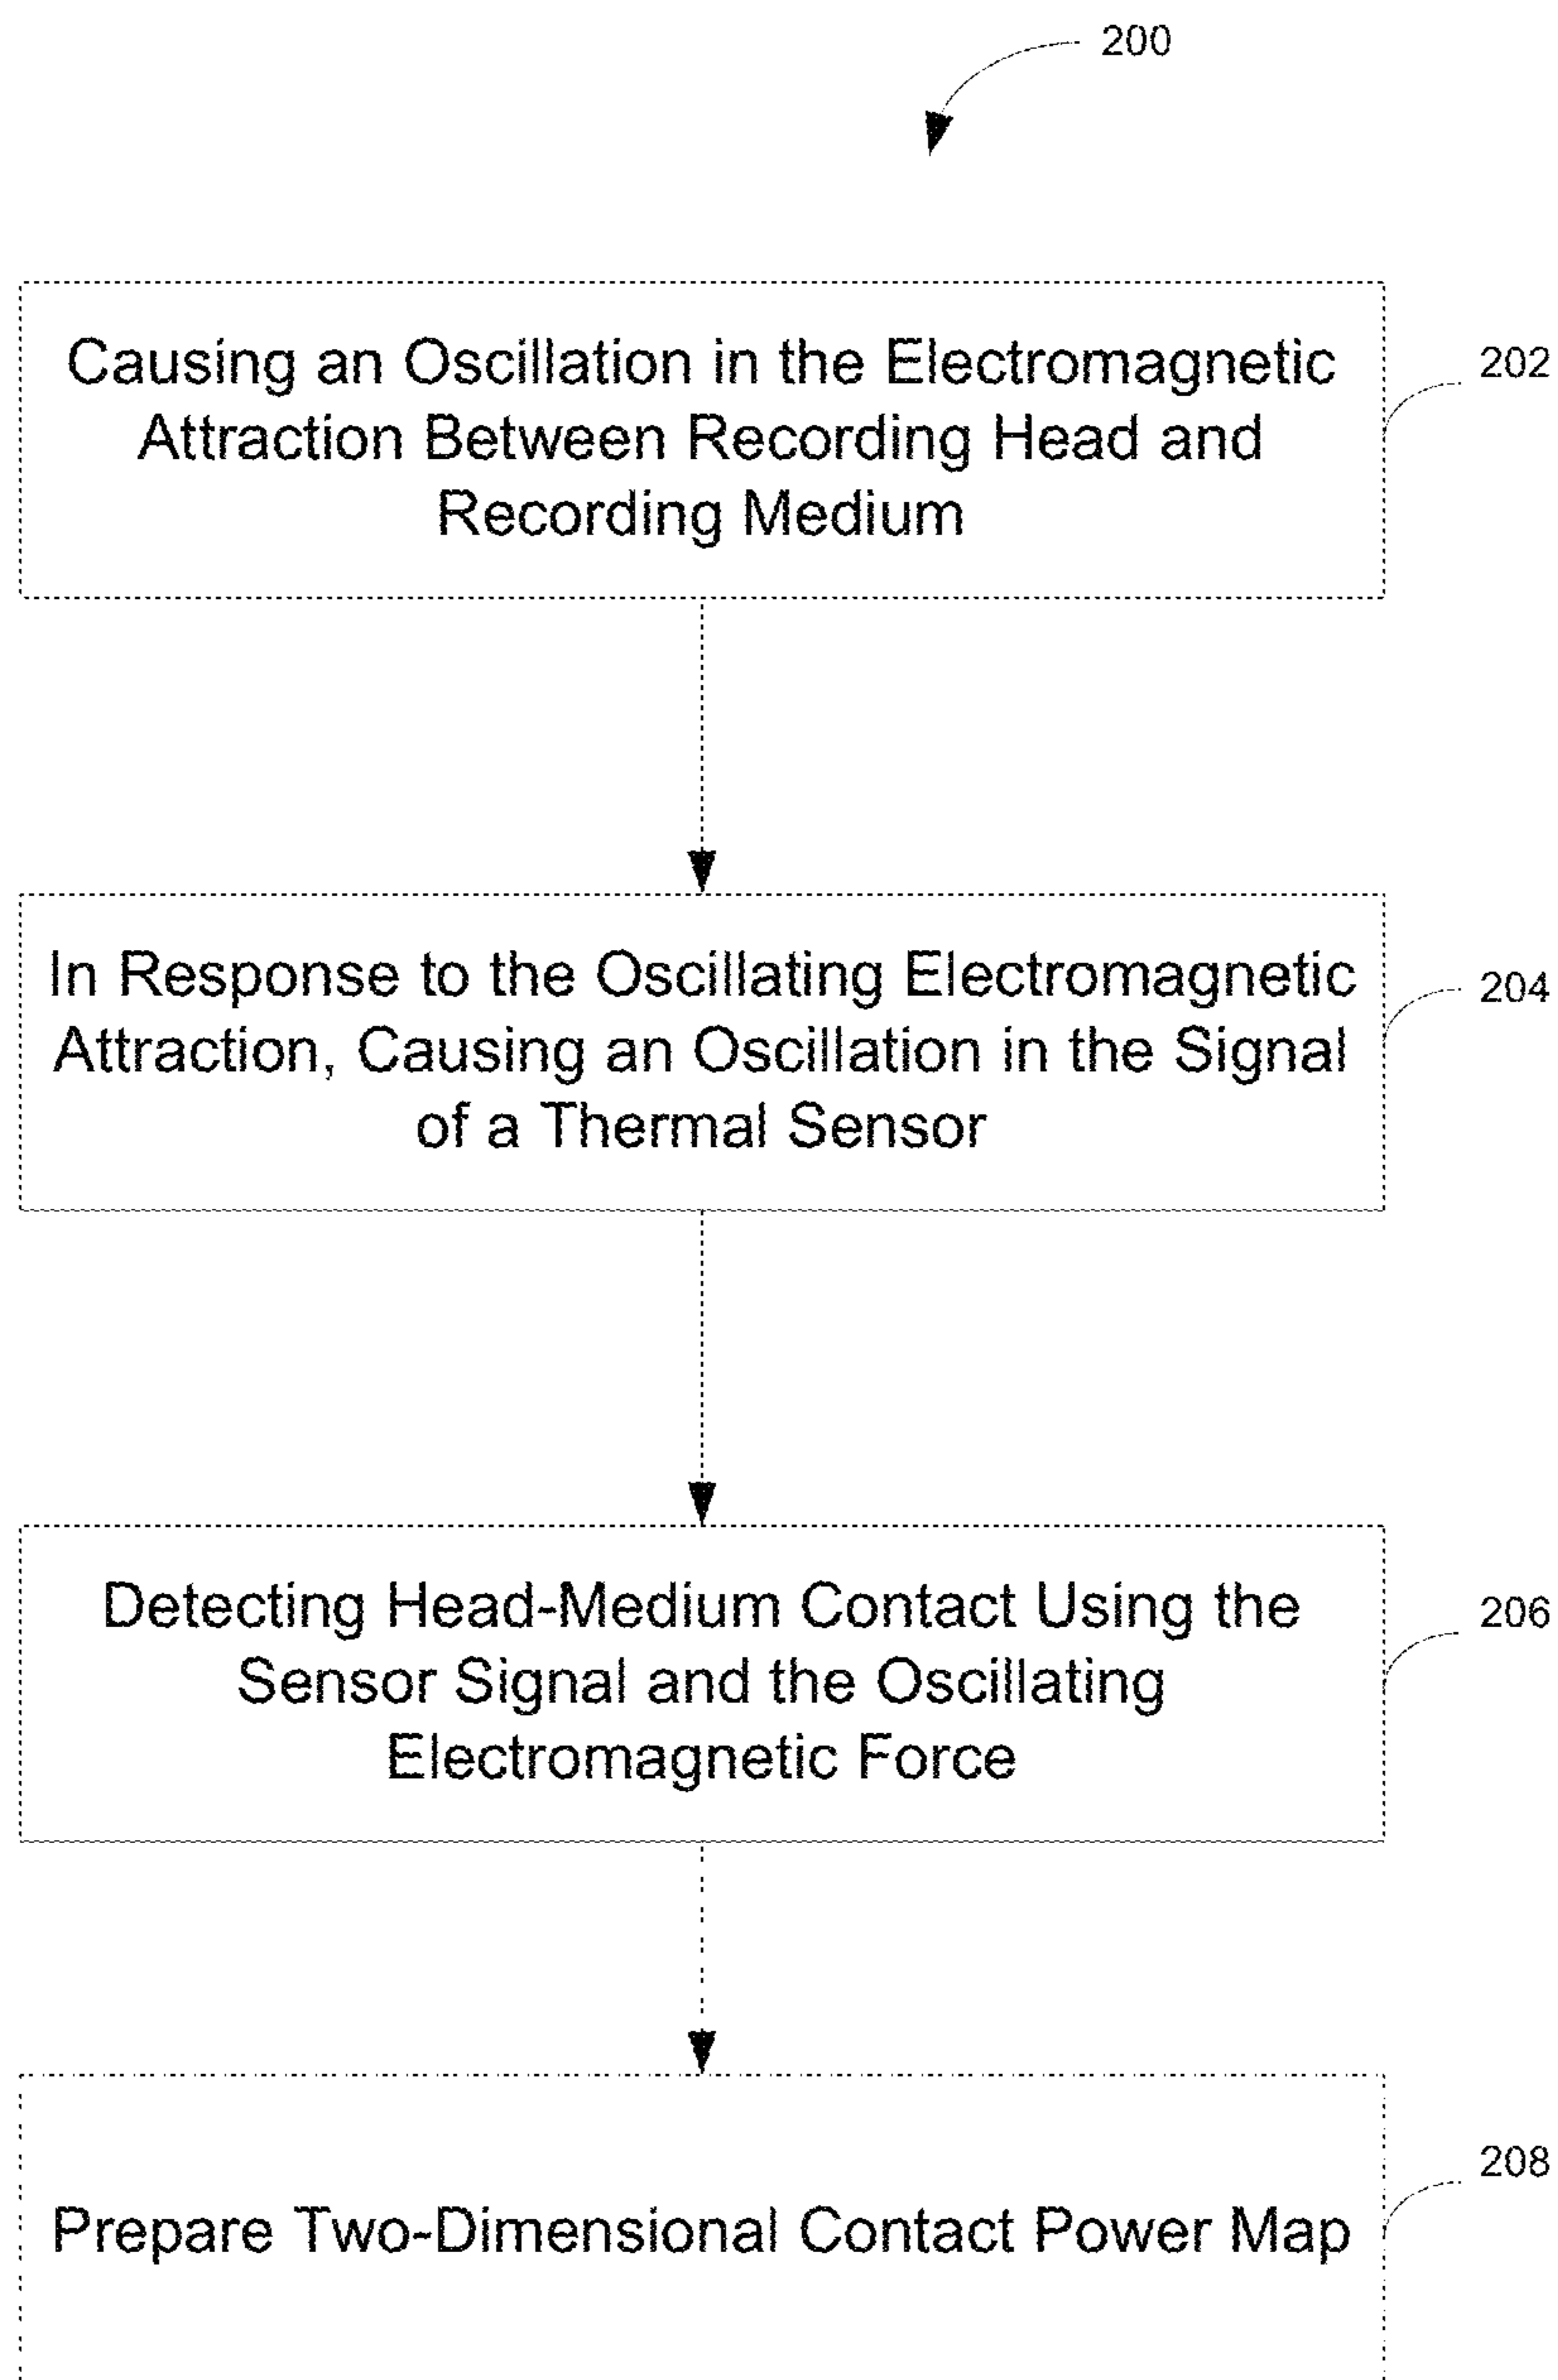 200
Causing an Oscillation in the Electromagnetic
Attraction Between Recording Head and
Recording Medium
202
In Response to the Oscillating Electromagnetic
Attraction, Causing an Oscillation in the Signal
of a Thermal Sensor
204
Detecting Head-Medium Contact Using the
Sensor Signal and the Oscillating
Electromagnetic Force
206
Prepare Two-Dimensional Contact Power Map
208